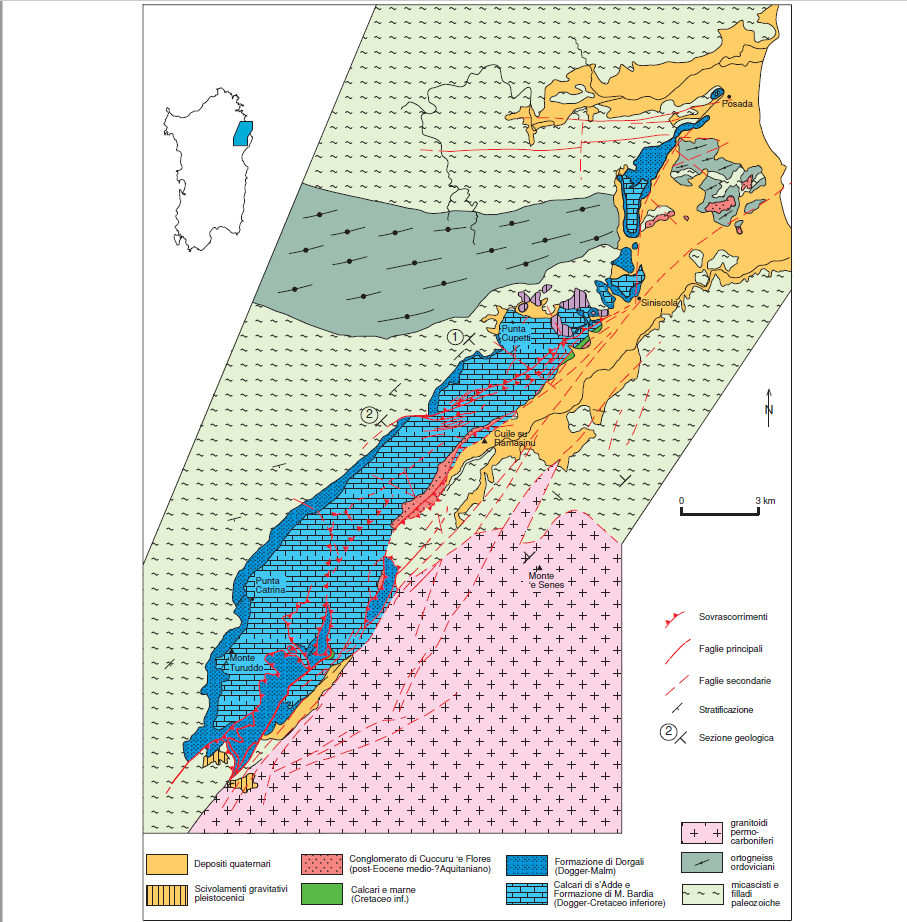 Posada
Siniscola
1
Punta
Cupetti
2
Cuile su
Ramasinu
N
0 3 km
Punta
Catirina
Monte
'e Senes
Monte
Turuddo
Sovrascorrimenti
Faglie principali
Faglie secondarie
Stratificazione
2 Sezione geologica
granitoidi
permo-
carboniferi
ortogneiss
ordoviciani
micascisti e
filladi
paleozoiche
Depositi quaternari
Scivolamenti gravitativi
pleistocenici
Conglomerato di Cuccuru 'e Flores
(post-Eocene medio-?Aquitaniano)
Calcari e marne
(Cretaceo inf.)
Formazione di Dorgali
(Dogger-Malm)
Calcari di s'Adde e
Formazione di M. Bardia
(Dogger-Cretaceo inferiore)